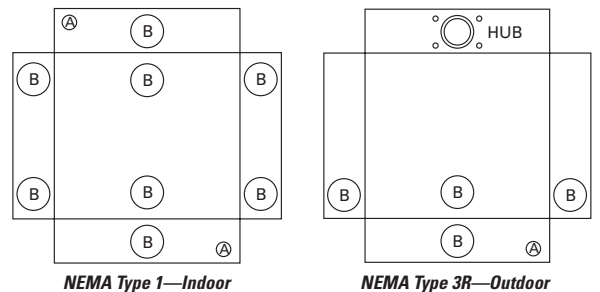 A B
B B B
B B B
B A
NEMA Type 1—Indoor
HUB
B B B
B A
NEMA Type 3R—Outdoor